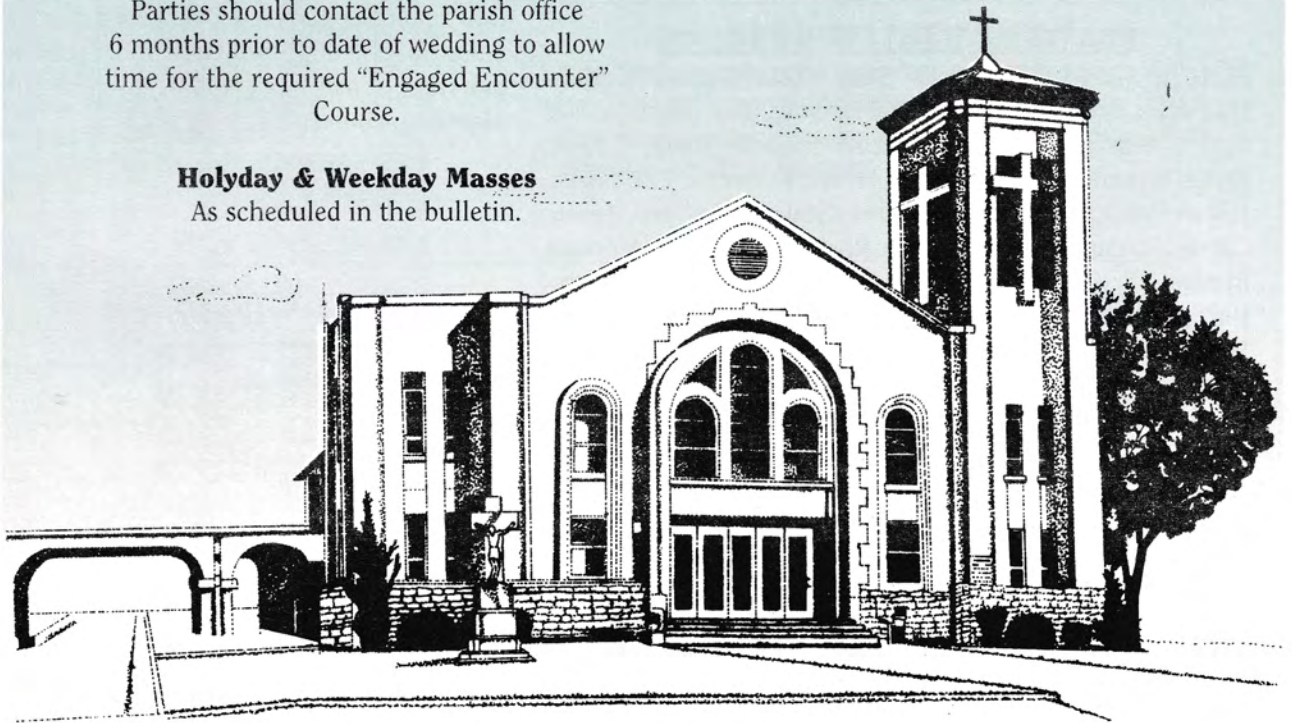 Parties should contact the parish office
6 months prior to date of wedding to allow
time for the required “Engaged Encounter”
Course.
Holyday & Weekday Masses
As scheduled in the bulletin.